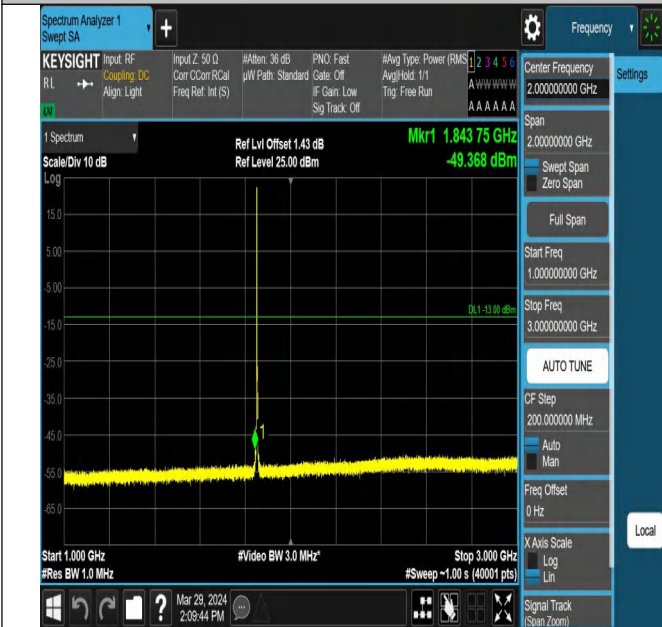 Spectrum Analyzer 1
Swept SA
+
Frequency
KEYSIGHT
RL
LXI
Input: RF
Coupling: DC
Align: Light
Input Z: 50 Ω
Corr CCorr RCal
Freq Ref: Int (S)
#Atten: 36 dB
µW Path: Standard
PNO: Fast
Gate: Off
IF Gain: Low
Sig Track: Off
#Avg Type: Power (RMS
Avg|Hold: 1/1
Trig: Free Run
1 2 3 4 5 6
A W W W W W
A A A A A A
1 Spectrum
Scale/Div 10 dB
Log
Ref Lvl Offset 1.43 dB
Ref Level 25.00 dBm
Mkr1 1.843 75 GHz
-49.368 dBm
15.0
5.00
-5.00
-15.0
-25.0
-35.0
-45.0
-55.0
-65.0
DL1 -13.00 dBm
1
Start 1.000 GHz
#Res BW 1.0 MHz
#Video BW 3.0 MHz*
Stop 3.000 GHz
#Sweep ~1.00 s (40001 pts)
?
Mar 29, 2024
2:09:44 PM
Center Frequency
2.00000000 GHz
Settings
Span
2.00000000 GHz
Swept Span
Zero Span
Full Span
Start Freq
1.000000000 GHz
Stop Freq
3.000000000 GHz
AUTO TUNE
CF Step
200.000000 MHz
Auto
Man
Freq Offset
0 Hz
X Axis Scale
Log
Lin
Signal Track
(Span Zoom)
Local